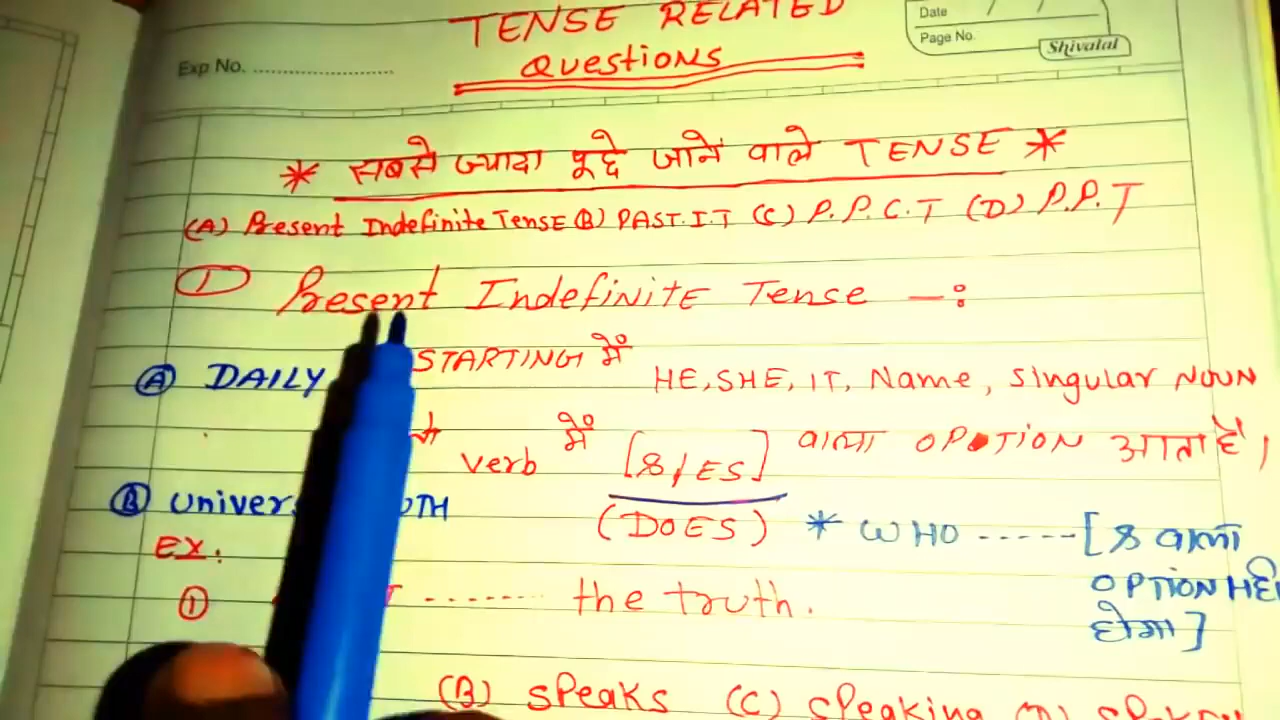 TENSE RELATED
Questions
Exp No.
Date / /
Page No.
Shivalal
* सबसे ज्यादा पूछे जाने वाले TENSE *
(A) Present Indefinite Tense (B) PAST.I.T (C) P.P.C.T (D) P.P.T
① Present Indefinite Tense —:
Ⓐ DAILY STARTING में HE, SHE, IT, Name, Singular NOUN
verb में [S/ES] वाला OPTION आता है।
Ⓑ (DOES) * WHO ------[S वाला OPTION ही होगा]
EX:
① -------- the truth.
(B) speaks (C) speaking (D)